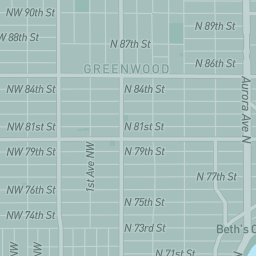 NW 90th St
N 89th St
NW 88th St
N 87th St
N 86th St
GREENWOOD
NW 84th St
N 84th St
Aurora Ave N
NW 81st St
N 81st St
NW 79th St
N 79th St
1st Ave NW
N 77th St
NW 76th St
N 75th St
NW 74th St
N 73rd St
Beth's C
N 71st St